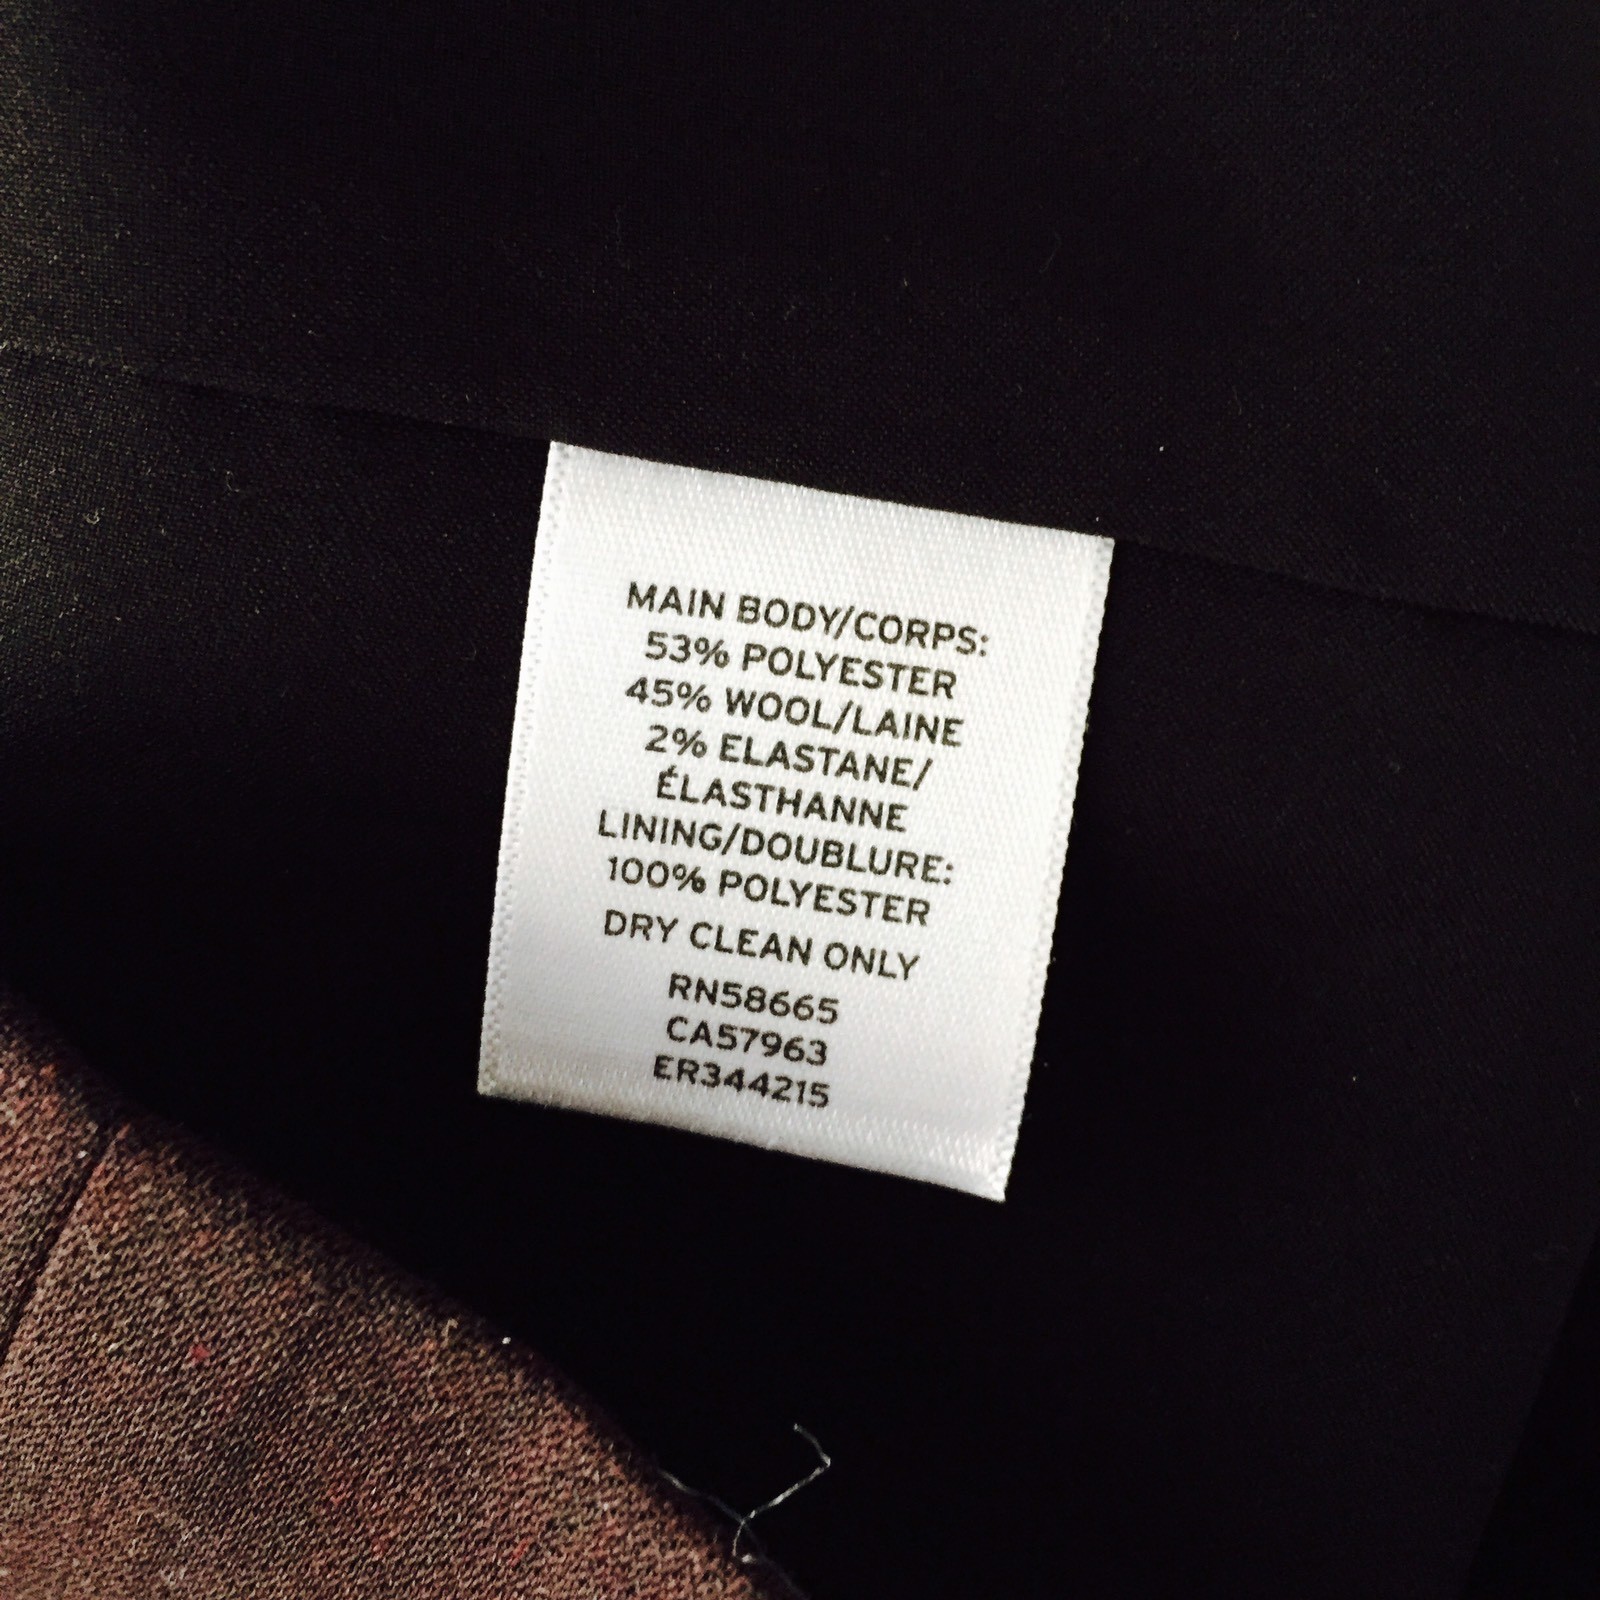 MAIN BODY/CORPS:
53% POLYESTER
45% WOOL/LAINE
2% ELASTANE/
ÉLASTHANNE
LINING/DOUBLURE:
100% POLYESTER
DRY CLEAN ONLY
RN58665
CA57963
ER344215